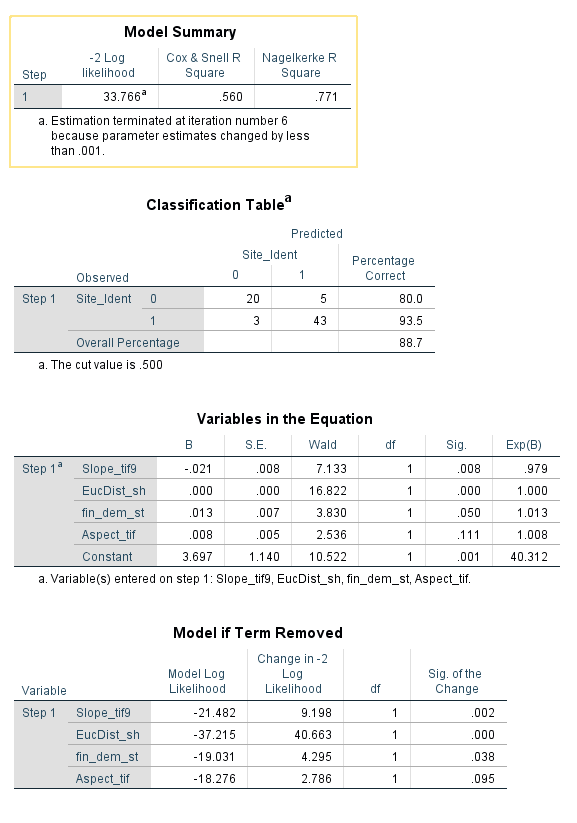 Model Summary
Step -2 Log likelihood Cox & Snell R Square Nagelkerke R Square
1 33.766a .560 .771
a. Estimation terminated at iteration number 6
because parameter estimates changed by less
than .001.
Classification Tablea
Predicted
Site_Ident Percentage Correct
Observed 0 1
Step 1 Site_Ident 0 20 5 80.0
1 3 43 93.5
Overall Percentage 88.7
a. The cut value is .500
Variables in the Equation
B S.E. Wald df Sig. Exp(B)
Step 1a Slope_tif9 -.021 .008 7.133 1 .008 .979
EucDist_sh .000 .000 16.822 1 .000 1.000
fin_dem_st .013 .007 3.830 1 .050 1.013
Aspect_tif .008 .005 2.536 1 .111 1.008
Constant 3.697 1.140 10.522 1 .001 40.312
a. Variable(s) entered on step 1: Slope_tif9, EucDist_sh, fin_dem_st, Aspect_tif.
Model if Term Removed
Variable Model Log Likelihood Change in -2 Log Likelihood df Sig. of the Change
Step 1 Slope_tif9 -21.482 9.198 1 .002
EucDist_sh -37.215 40.663 1 .000
fin_dem_st -19.031 4.295 1 .038
Aspect_tif -18.276 2.786 1 .095